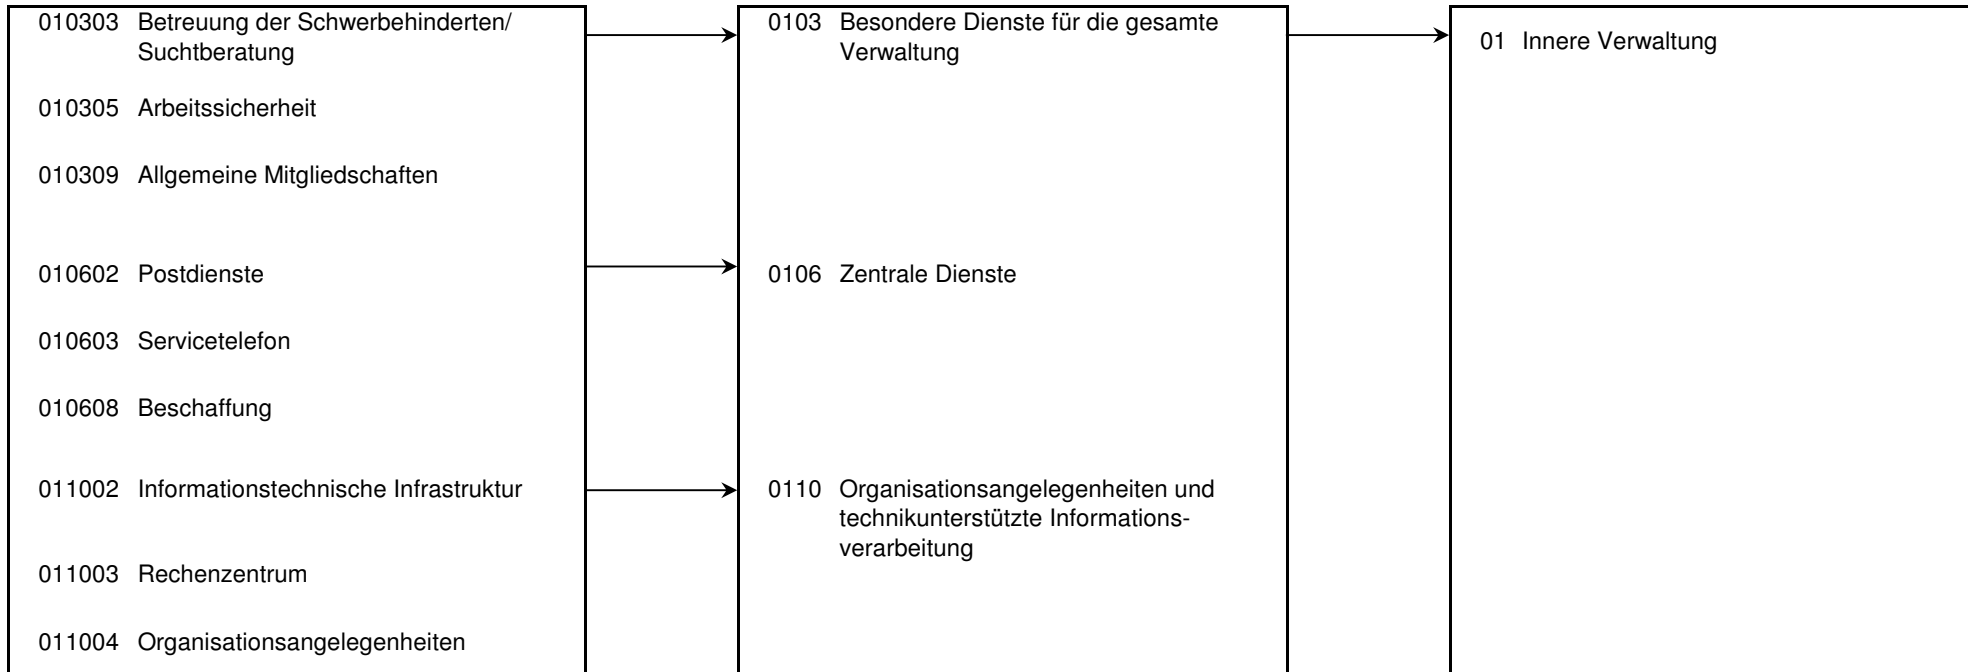 010303 Betreuung der Schwerbehinderten/
Suchtberatung
010305 Arbeitssicherheit
010309 Allgemeine Mitgliedschaften
010602 Postdienste
010603 Servicetelefon
010608 Beschaffung
011002 Informationstechnische Infrastruktur
011003 Rechenzentrum
011004 Organisationsangelegenheiten
0103 Besondere Dienste für die gesamte
Verwaltung
0106 Zentrale Dienste
0110 Organisationsangelegenheiten und
technikunterstützte Informations-
verarbeitung
01 Innere Verwaltung